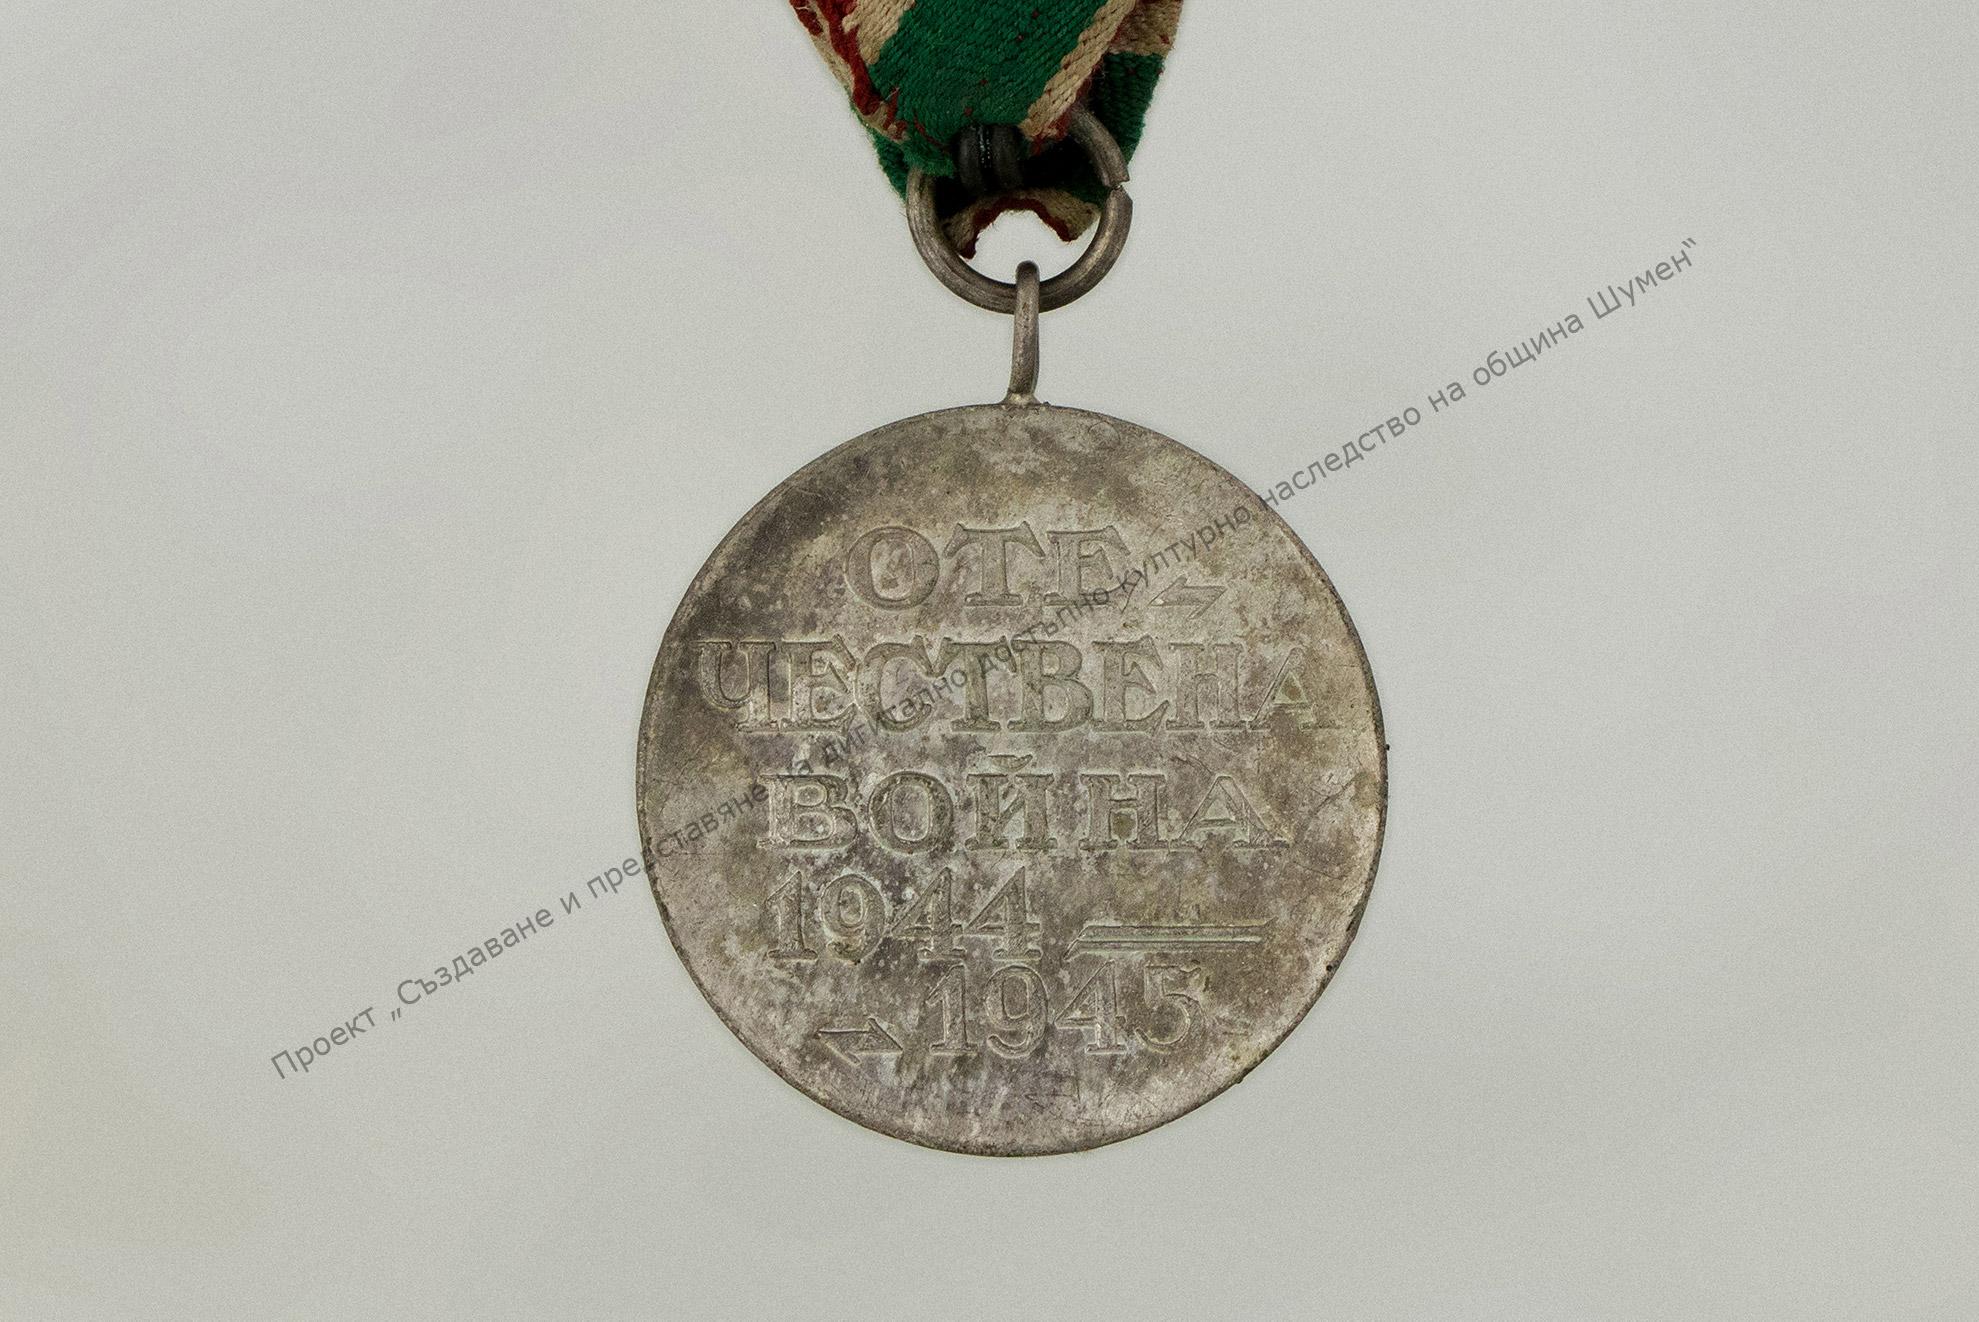 ОТЕ
ЧЕСТВЕНА
ВОЙНА
1944
1945
Проект „Създаване и представяне на дигитално достъпно културно наследство на община Шумен“